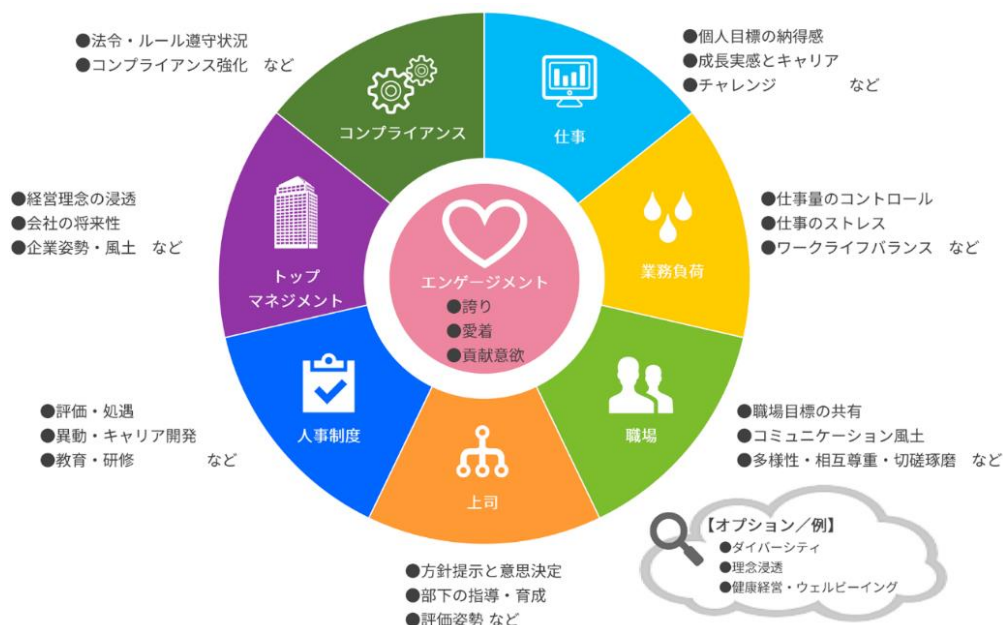 ●法令・ルール遵守状況
●コンプライアンス強化　など
コンプライアンス
仕事
●個人目標の納得感
●成長実感とキャリア
●チャレンジ　　　　　など
●経営理念の浸透
●会社の将来性
●企業姿勢・風土　など
トップ
マネジメント
エンゲージメント
●誇り
●愛着
●貢献意欲
業務負荷
●仕事量のコントロール
●仕事のストレス
●ワークライフバランス　など
●評価・処遇
●異動・キャリア開発
●教育・研修　　　　　など
人事制度
上司
職場
●職場目標の共有
●コミュニケーション風土
●多様性・相互尊重・切磋琢磨　など
●方針提示と意思決定
●部下の指導・育成
●評価姿勢 など
【オプション／例】
●ダイバーシティ
●理念浸透
●健康経営・ウェルビーイング